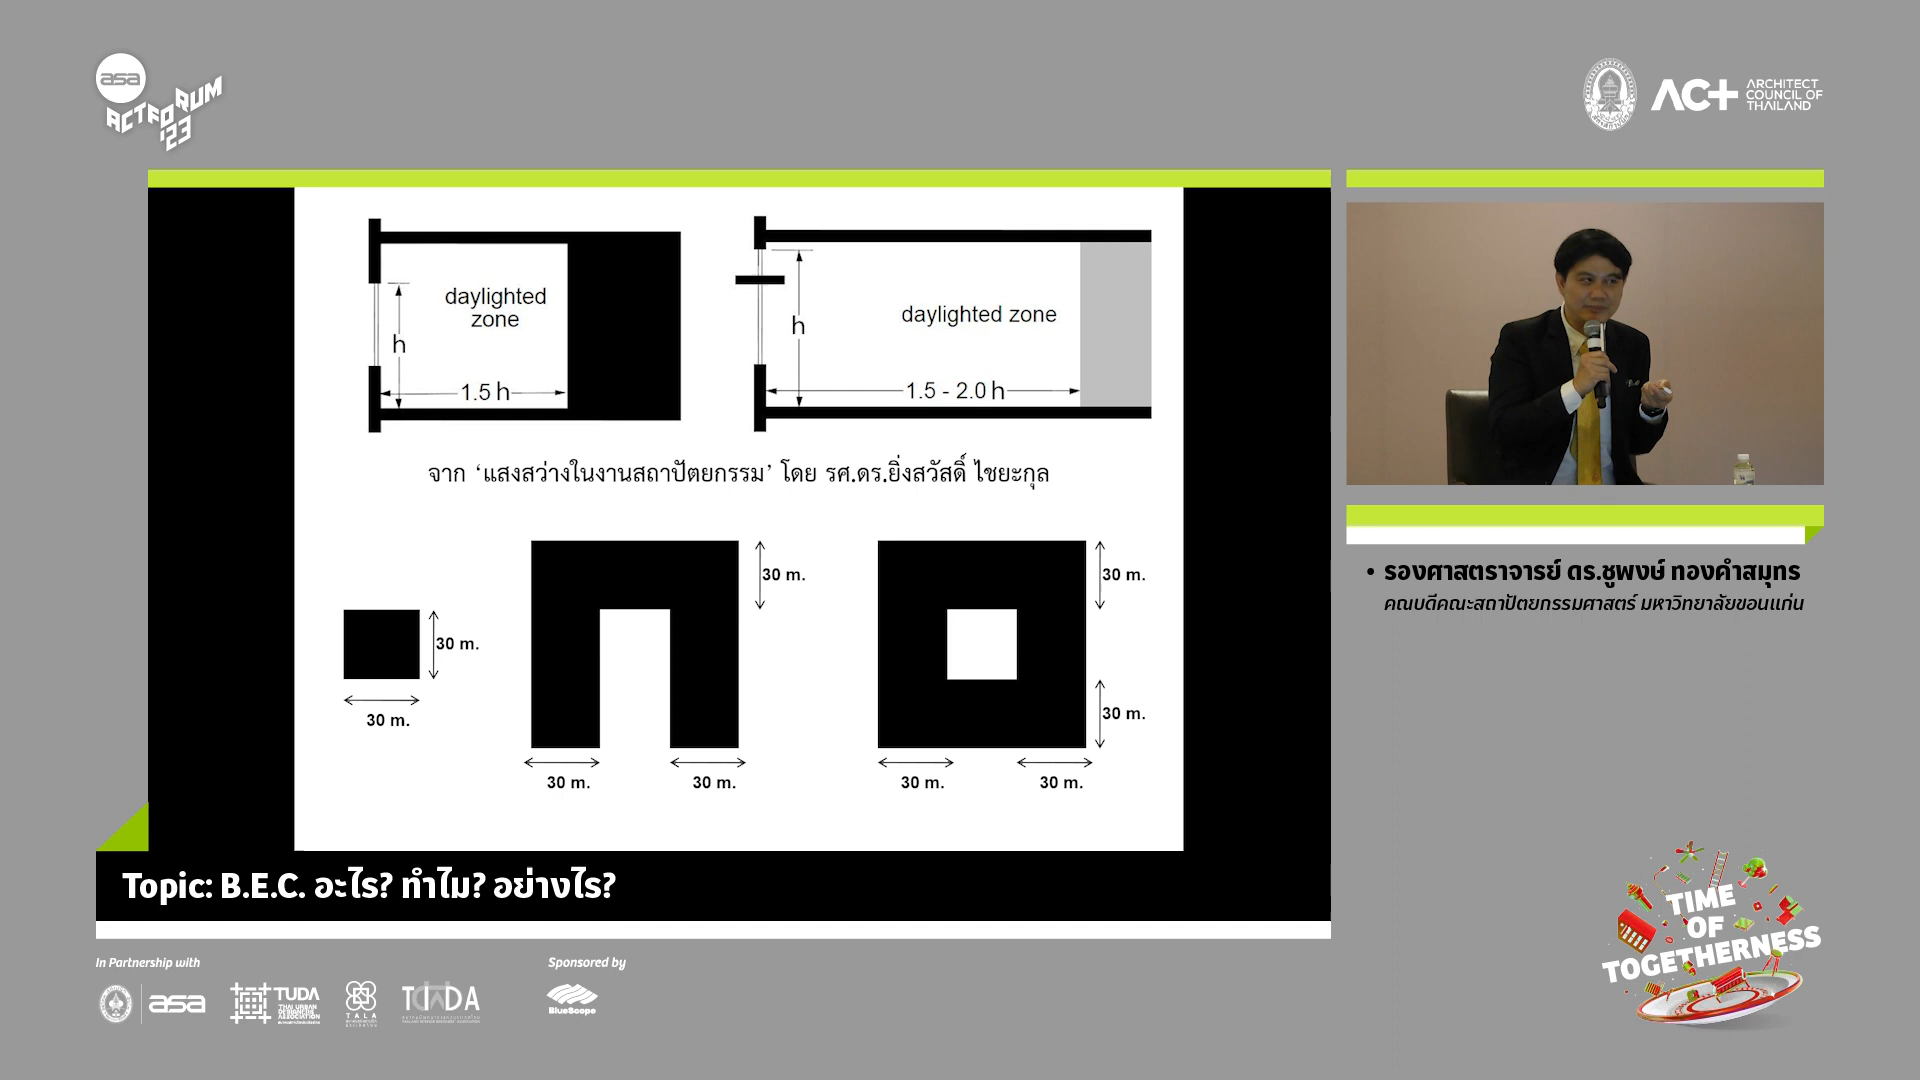 asa
ACTFORUM
'23
ACT
ARCHITECT
COUNCIL OF
THAILAND
daylighted
zone
h
1.5 h
daylighted zone
h
1.5 - 2.0 h
จาก ‘แสงสว่างในงานสถาปัตยกรรม’ โดย รศ.ดร.ยิ่งสวัสดิ์ ไชยะกุล
30 m.
30 m.
30 m.
30 m.
30 m.
30 m.
30 m.
30 m.
30 m.
• รองศาสตราจารย์ ดร.ชูพงษ์ ทองคำสมุทร
คณบดีคณะสถาปัตยกรรมศาสตร์ มหาวิทยาลัยขอนแก่น
Topic: B.E.C. อะไร? ทำไม? อย่างไร?
In Partnership with
Sponsored by
asa
TUDA
THAI URBAN
DESIGNERS
ASSOCIATION
TALA
TIDA
BlueScope
TIME
OF
TOGETHERNESS